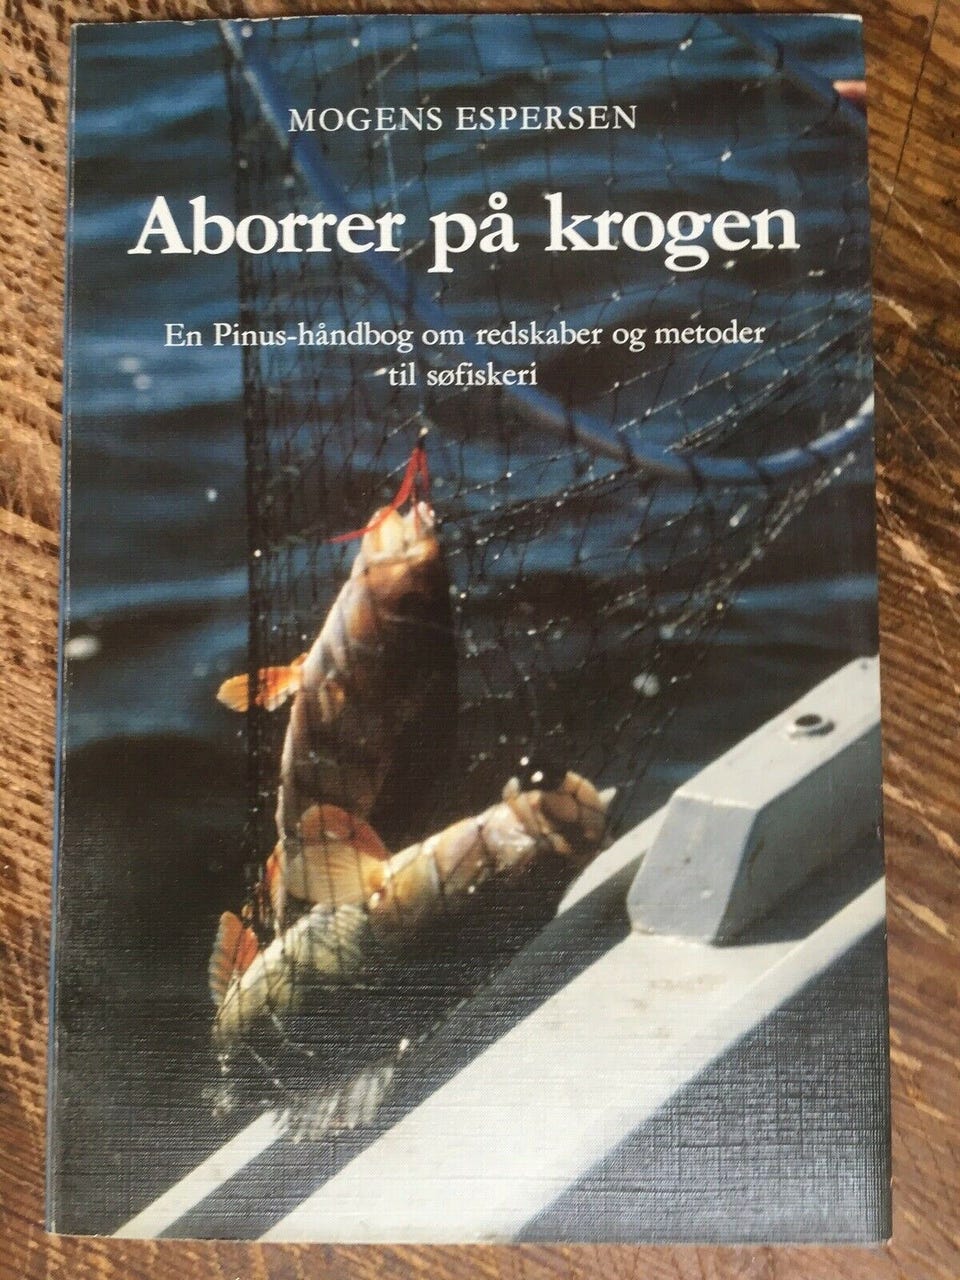 MOGENS ESPERSEN
Aborrer på krogen
En Pinus-håndbog om redskaber og metoder
til søfiskeri